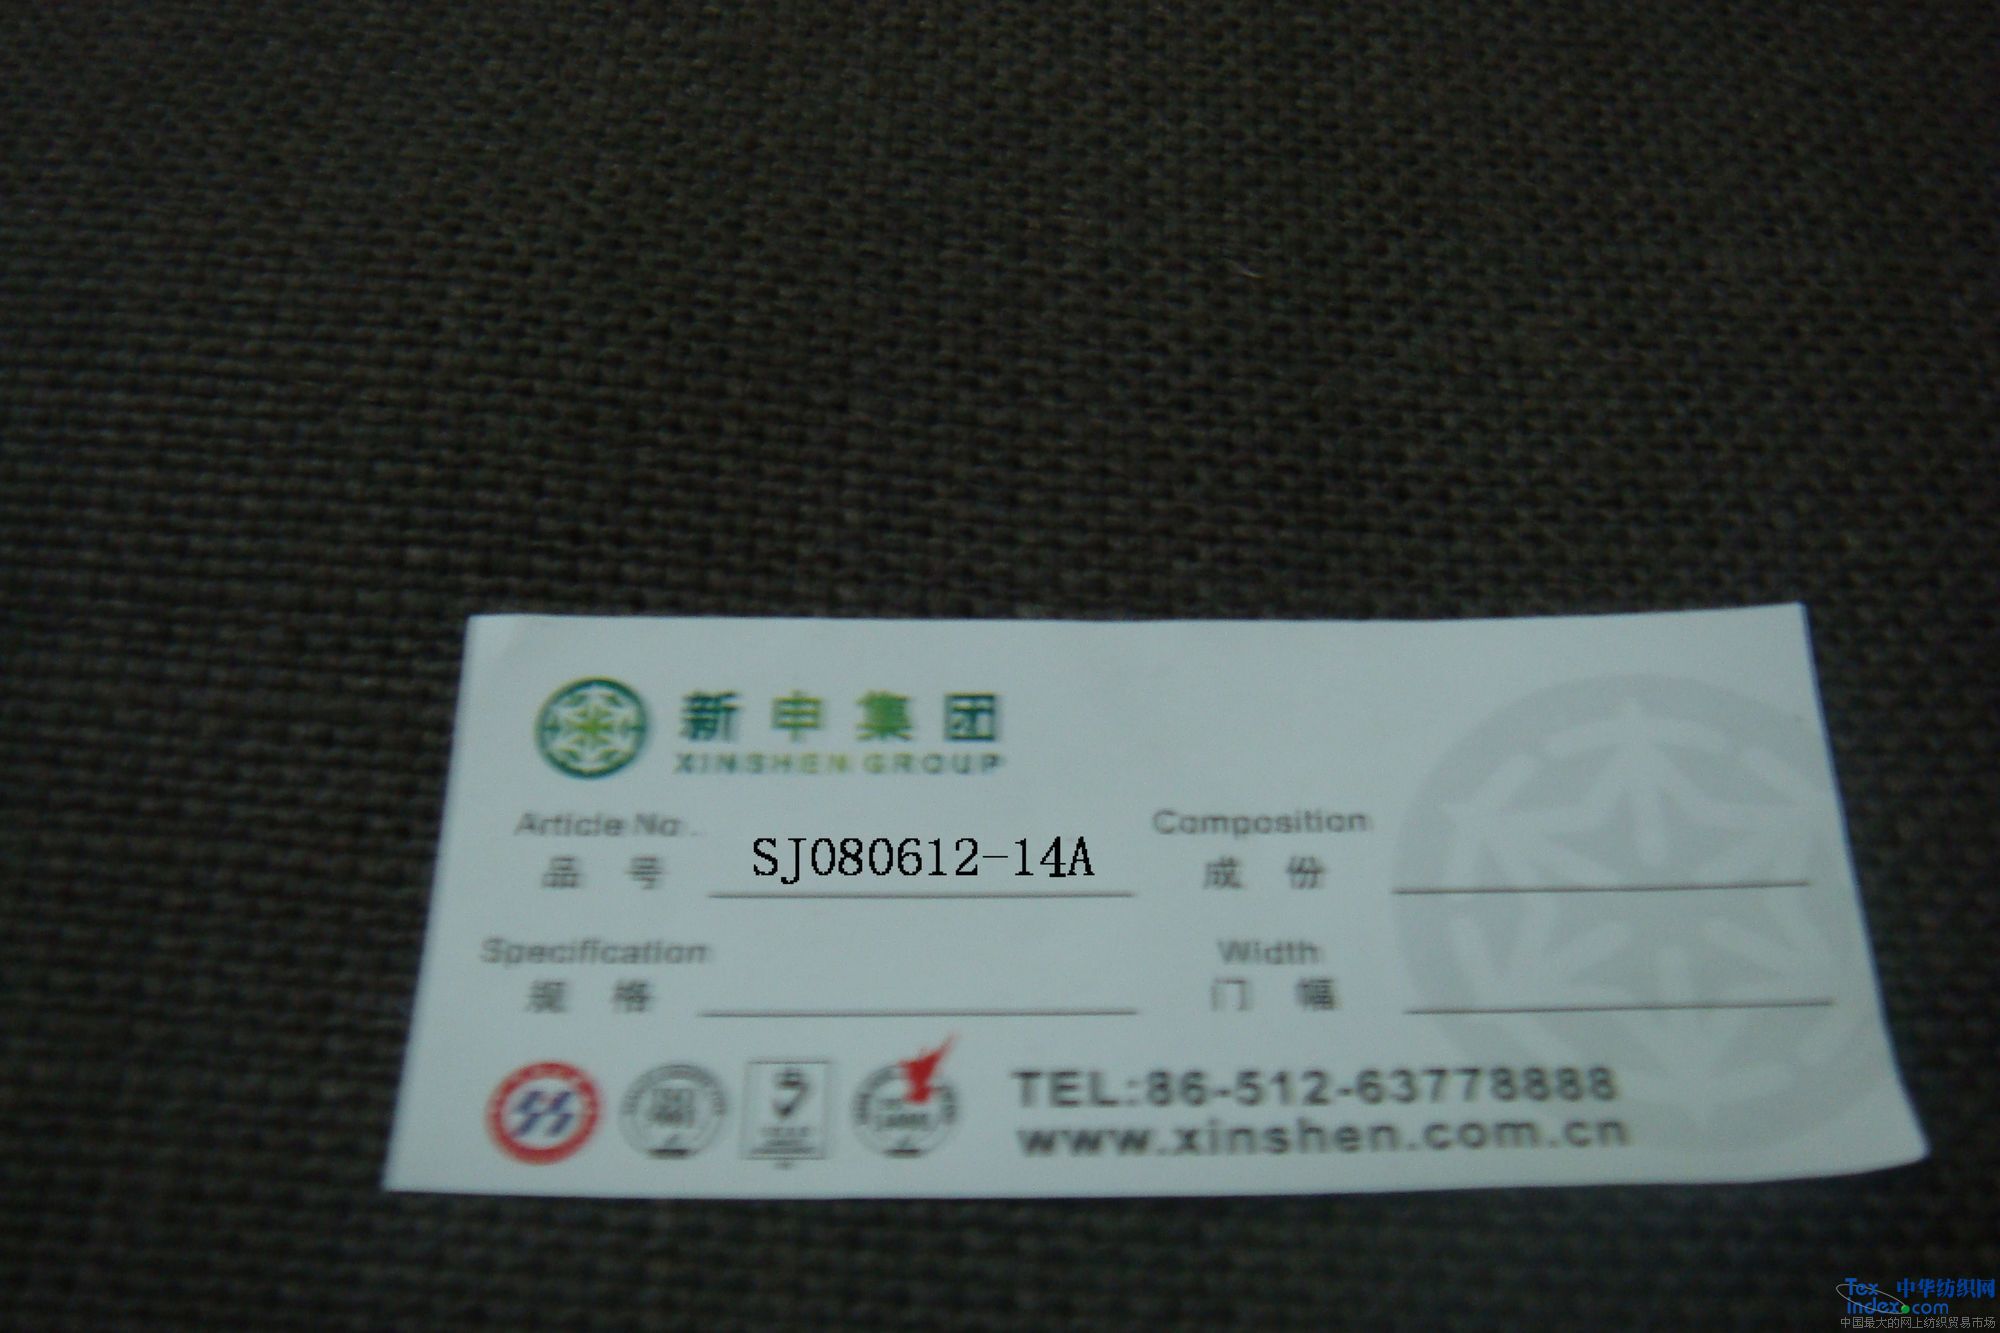 新申集团
XINSHEN GROUP
Article No.
品 号
SJ080612-14A
Composition
成 份
Specification
规 格
Width
门 幅
TEL:86-512-63778888
www.xinshen.com.cn
Tex 中华纺织网
Index.com
中国最大的网上纺织贸易市场